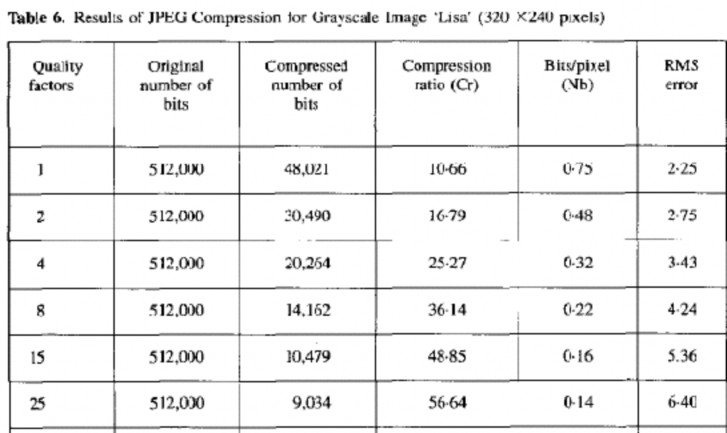 Table 6. Results of JPEG Compression for Grayscale Image 'Lisa' (320 ×240 pixels)
Quality factors Original number of bits Compressed number of bits Compression ratio (Cr) Bits/pixel (Nb) RMS error
1 512,000 48,021 10·66 0·75 2·25
2 512,000 30,490 16·79 0·48 2·75
4 512,000 20,264 25·27 0·32 3·43
8 512,000 14,162 36·14 0·22 4·24
15 512,000 10,479 48·85 0·16 5.36
25 512,000 9,034 56·64 0·14 6·40